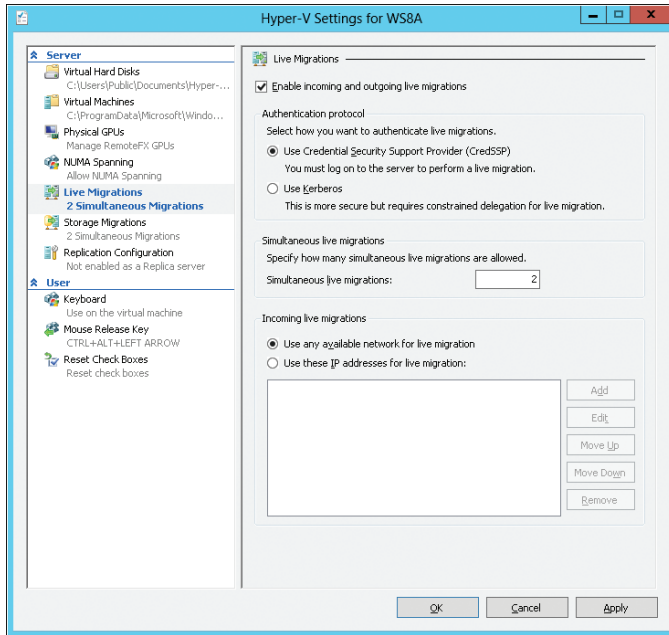 Hyper-V Settings for WS8A
Server
Virtual Hard Disks
C:\Users\Public\Documents\Hyper-...
Virtual Machines
C:\ProgramData\Microsoft\Windo...
Physical GPUs
Manage RemoteFX GPUs
NUMA Spanning
Allow NUMA Spanning
Live Migrations
2 Simultaneous Migrations
Storage Migrations
2 Simultaneous Migrations
Replication Configuration
Not enabled as a Replica server
User
Keyboard
Use on the virtual machine
Mouse Release Key
CTRL+ALT+LEFT ARROW
Reset Check Boxes
Reset check boxes
Live Migrations
Enable incoming and outgoing live migrations
Authentication protocol
Select how you want to authenticate live migrations.
Use Credential Security Support Provider (CredSSP)
You must log on to the server to perform a live migration.
Use Kerberos
This is more secure but requires constrained delegation for live migration.
Simultaneous live migrations
Specify how many simultaneous live migrations are allowed.
Simultaneous live migrations: 2
Incoming live migrations
Use any available network for live migration
Use these IP addresses for live migration:
Add
Edit
Move Up
Move Down
Remove
OK Cancel Apply